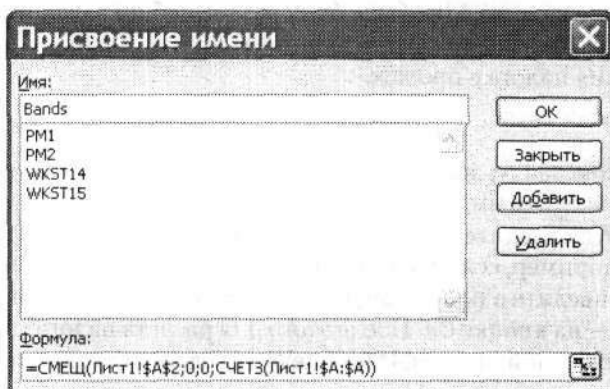 Присвоение имени
Имя:
Bands
OK
PM1
PM2
WKST14
WKST15
Закрыть
Добавить
Удалить
Формула:
=СМЕЩ(Лист1!$A$2;0;0;СЧЕТЗ(Лист1!$A:$A))